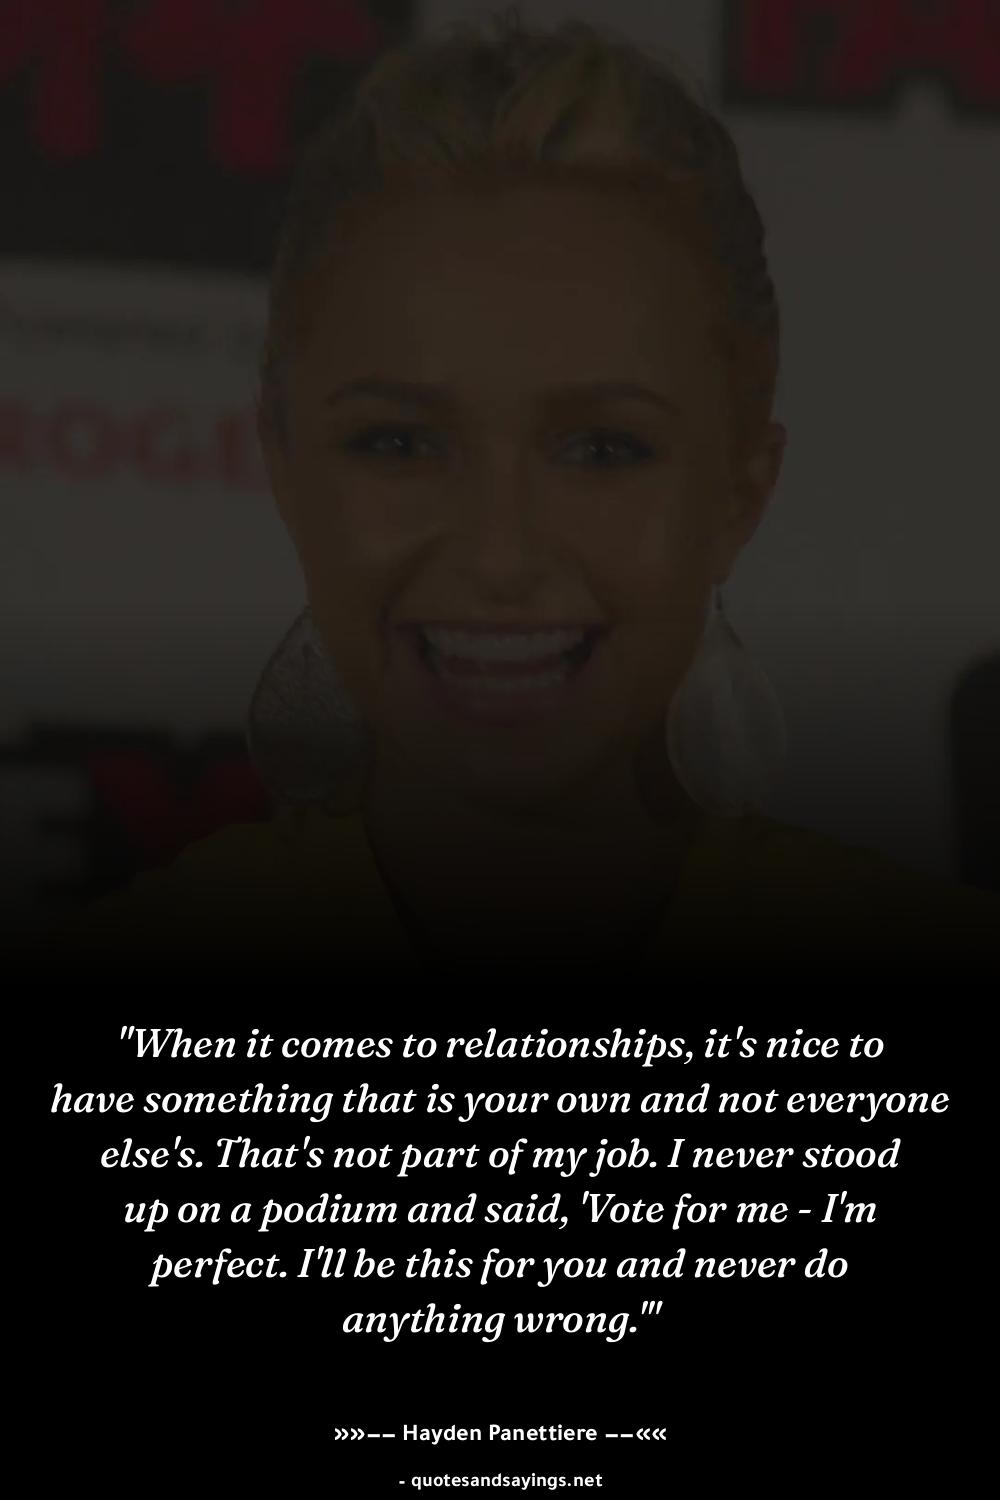 ROGE
"When it comes to relationships, it's nice to
have something that is your own and not everyone
else's. That's not part of my job. I never stood
up on a podium and said, 'Vote for me - I'm
perfect. I'll be this for you and never do
anything wrong.'"
»»−− Hayden Panettiere −−««
- quotesandsayings.net